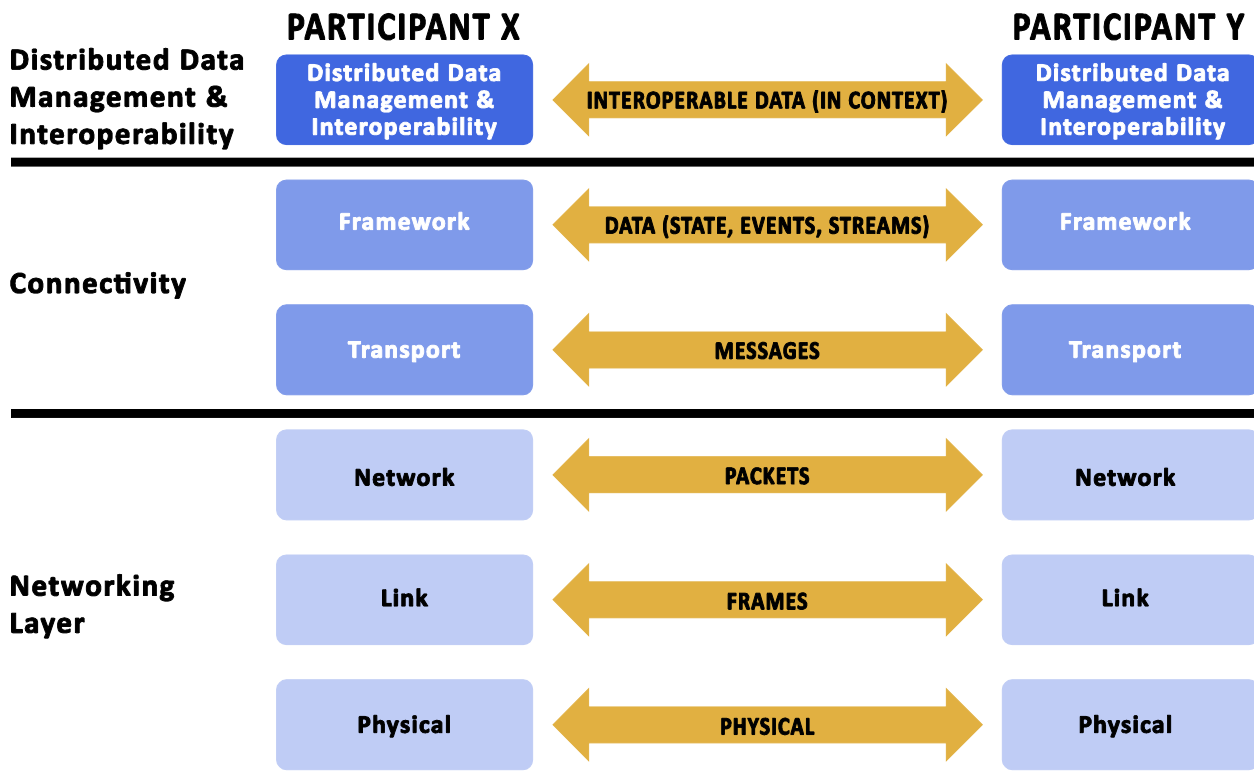 PARTICIPANT X
PARTICIPANT Y
Distributed Data
Management &
Interoperability
Distributed Data
Management &
Interoperability
INTEROPERABLE DATA (IN CONTEXT)
Distributed Data
Management &
Interoperability
Connectivity
Framework
DATA (STATE, EVENTS, STREAMS)
Framework
Transport
MESSAGES
Transport
Networking
Layer
Network
PACKETS
Network
Link
FRAMES
Link
Physical
PHYSICAL
Physical